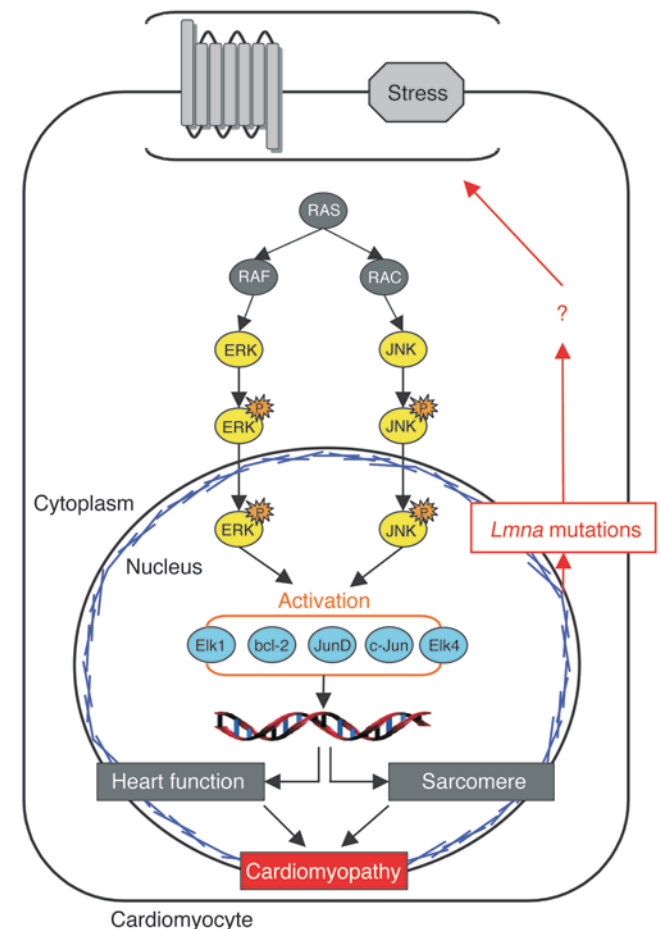 Stress
RAS
RAF
RAC
ERK
JNK
?
P
P
ERK
JNK
Cytoplasm
Lmna mutations
P
P
ERK
JNK
Nucleus
Activation
Elk1
bcl-2
JunD
c-Jun
Elk4
Heart function
Sarcomere
Cardiomyopathy
Cardiomyocyte